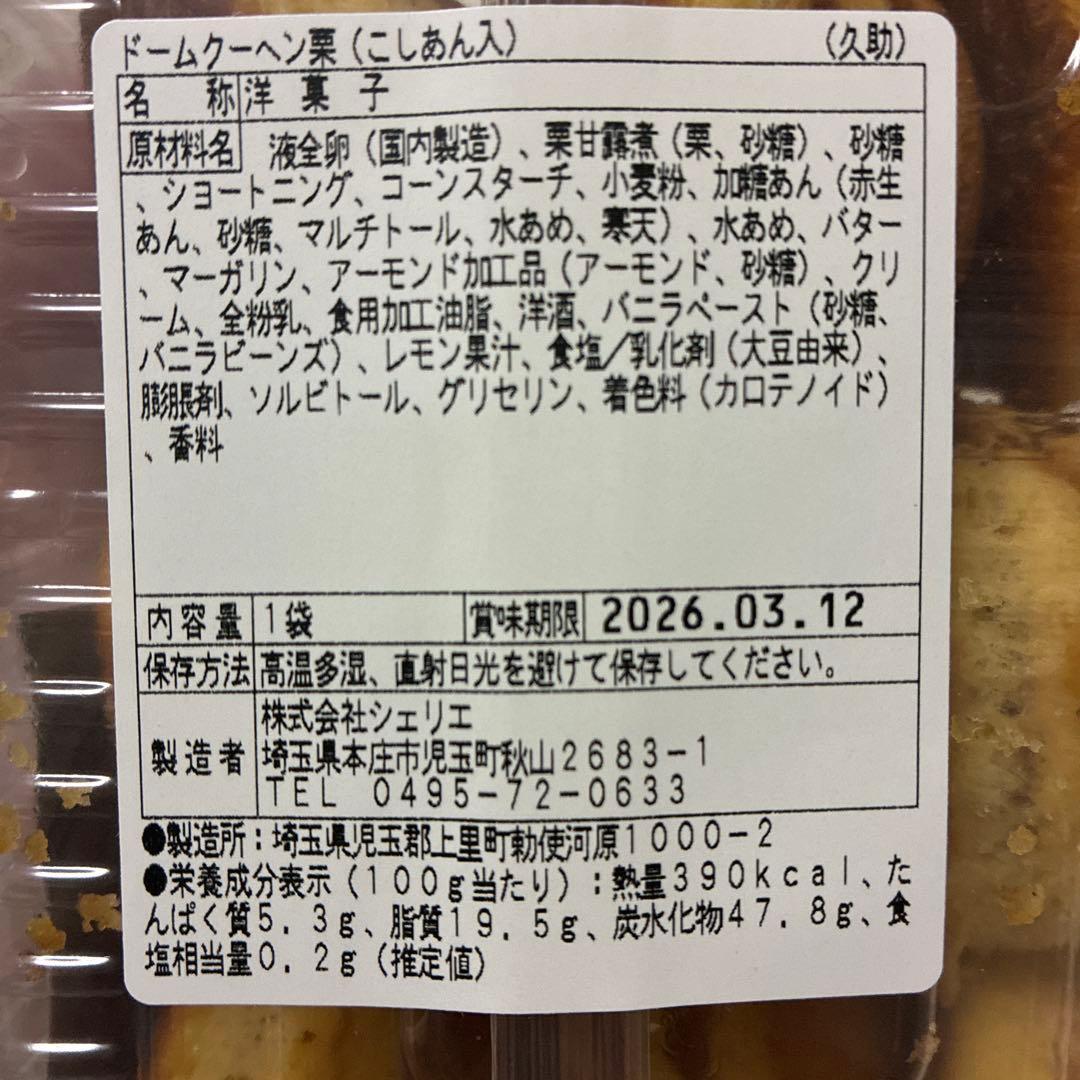 ドームクーヘン栗（こしあん入） （久助）
名 称 洋 菓 子
原材料名 液全卵（国内製造）、栗甘露煮（栗、砂糖）、砂糖
、ショートニング、コーンスターチ、小麦粉、加糖あん（赤生
あん、砂糖、マルチトール、水あめ、寒天）、水あめ、バター
、マーガリン、アーモンド加工品（アーモンド、砂糖）、クリ
ーム、全粉乳、食用加工油脂、洋酒、バニラペースト（砂糖、
バニラビーンズ）、レモン果汁、食塩／乳化剤（大豆由来）、
膨脹剤、ソルビトール、グリセリン、着色料（カロテノイド）
、香料
内容量 1袋 賞味期限 2026.03.12
保存方法 高温多湿、直射日光を避けて保存してください。
製造者 株式会社シェリエ
埼玉県本庄市児玉町秋山2683-1
TEL 0495-72-0633
●製造所：埼玉県児玉郡上里町勅使河原1000-2
●栄養成分表示（100g当たり）：熱量390kcal、た
んぱく質5.3g、脂質19.5g、炭水化物47.8g、食
塩相当量0.2g（推定値）